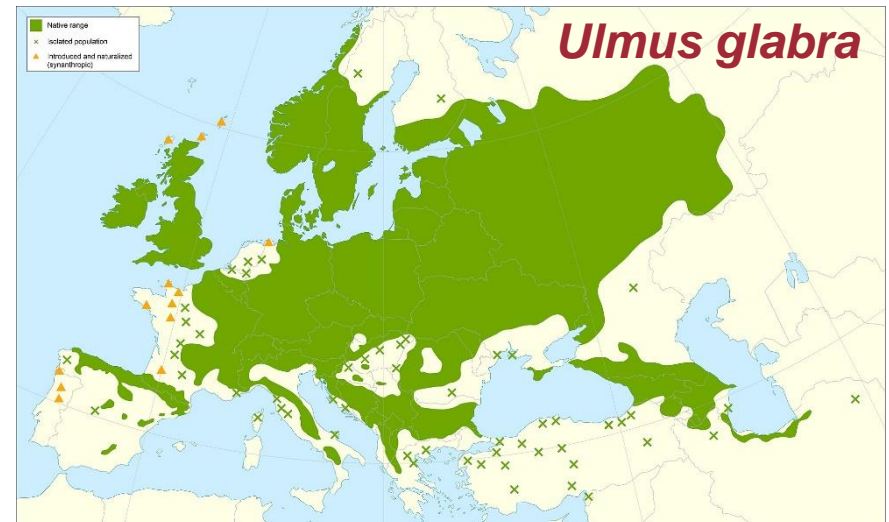 Ulmus glabra
Native range
Isolated population
Introduced and naturalized
(synanthropic)